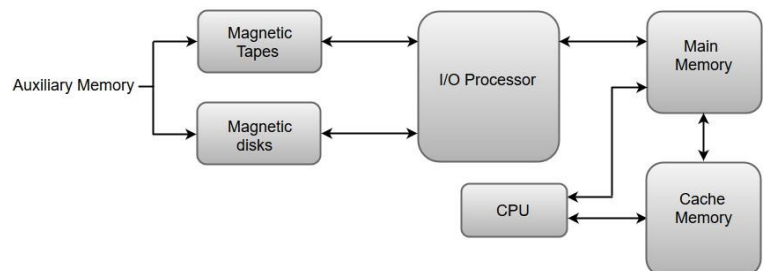 Magnetic
Tapes
Auxiliary Memory
Magnetic
disks
I/O Processor
Main
Memory
CPU
Cache
Memory